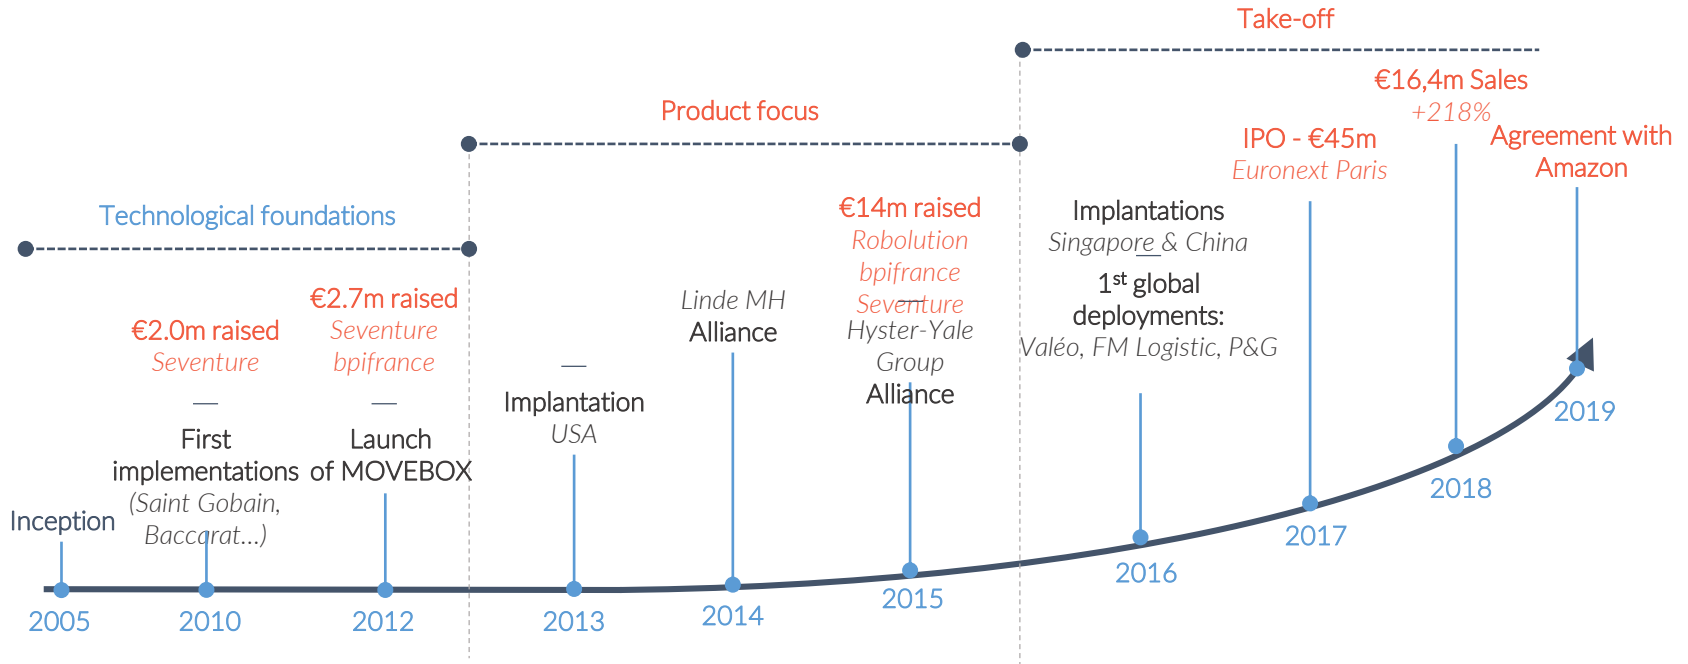 Take-off
Product focus
Technological foundations
Inception
2005
€2.0m raised
Seventure
—
First
implementations
(Saint Gobain,
Baccarat...)
2010
€2.7m raised
Seventure
bpifrance
—
Launch
of MOVEBOX
2012
—
Implantation
USA
2013
Linde MH
Alliance
2014
€14m raised
Robolution
bpifrance
Seventure
—
Hyster-Yale
Group
Alliance
2015
Implantations
Singapore & China
—
1st global
deployments:
Valéo, FM Logistic, P&G
2016
IPO - €45m
Euronext Paris
2017
€16,4m Sales
+218%
2018
Agreement with
Amazon
2019